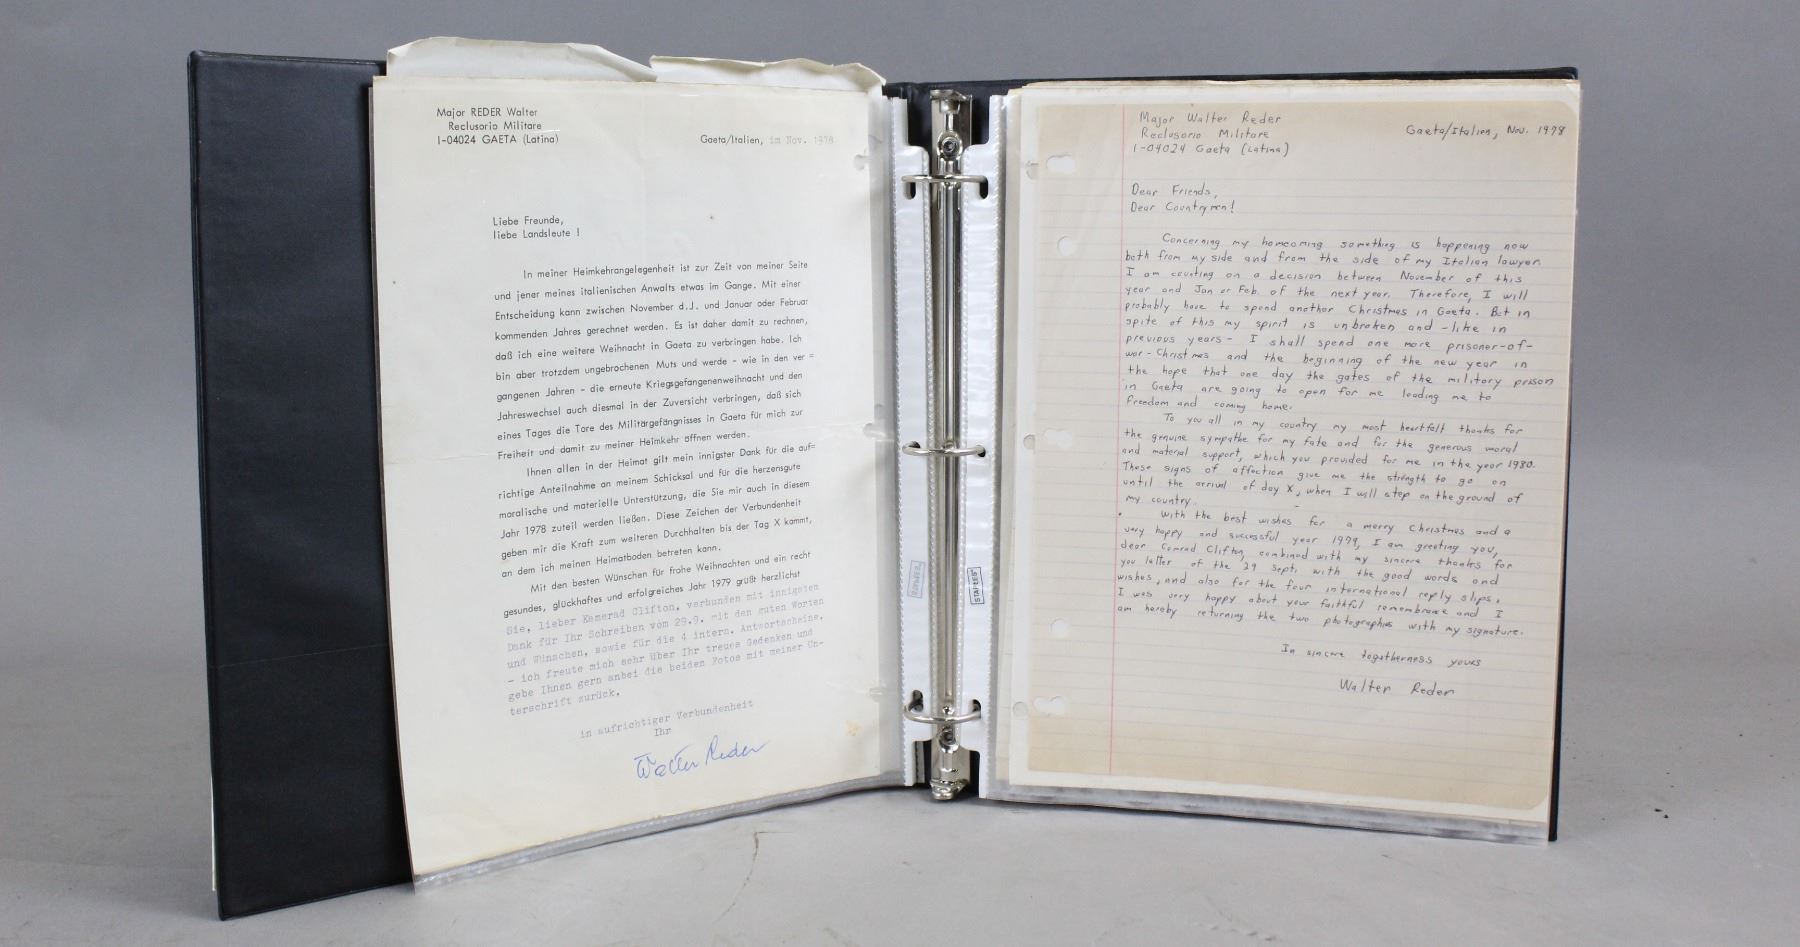 Major REDER Walter
Reclusorio Militare
I-04024 GAETA (Latina)
Gaeta/Italien, im Nov. 1978
Liebe Freunde,
liebe Landsleute !
In meiner Heimkehrangelegenheit ist zur Zeit von meiner Seite
und jener meines italienischen Anwalts etwas im Gange. Mit einer
Entscheidung kann zwischen November d.J. und Januar oder Februar
kommenden Jahres gerechnet werden. Es ist daher damit zu rechnen,
daß ich eine weitere Weihnacht in Gaeta zu verbringen habe. Ich
bin aber trotzdem ungebrochenen Muts und werde - wie in den ver =
gangenen Jahren - die erneute Kriegsgefangenenweihnacht und den
Jahreswechsel auch diesmal in der Zuversicht verbringen, daß sich
eines Tages die Tore des Militärgefängnisses in Gaeta für mich zur
Freiheit und damit zu meiner Heimkehr öffnen werden.
Ihnen allen in der Heimat gilt mein innigster Dank für die auf=
richtige Anteilnahme an meinem Schicksal und für die herzensgute
moralische und materielle Unterstützung, die Sie mir auch in diesem
Jahr 1978 zuteil werden ließen. Diese Zeichen der Verbundenheit
geben mir die Kraft zum weiteren Durchhalten bis der Tag X kammt,
an dem ich meinen Heimatboden betreten kann.
Mit den besten Wünschen für frohe Weihnachten und ein recht
gesundes, glückhaftes und erfolgreiches Jahr 1979 grüßt herzlichst
Sie, lieber Kamerad Clifton, verbunden mit innigsten
Dank für Ihr Schreiben vom 29.9. mit den guten Worten
und Wünschen, sowie für die 4 intern. Antwortscheine,
- ich freute mich sehr über Ihr treues Gedenken und
gebe Ihnen gern anbei die beiden Fotos mit meiner Un-
terschrift zurück.
in aufrichtiger Verbundenheit
Ihr
Walter Reder
STAPLES
Major Walter Reder
Reclusorio Militare
I-04024 Gaeta (Latina)
Gaeta/Italien, Nov. 1978
Dear Friends,
Dear Countrymen!
Concerning my homecoming something is happening now
both from my side and from the side of my Italian lawyer.
I am counting on a decision between November of this
year and Jan or Feb. of the next year. Therefore, I will
probably have to spend another Christmas in Gaeta. But in
spite of this my spirit is unbroken and - like in
previous years - I shall spend one more prisoner-of-
war-Christmas and the beginning of the new year in
the hope that one day the gates of the military prison
in Gaeta are going to open for me leading me to
freedom and coming home.
To you all in my country my most heartfelt thanks for
the genuine sympathe for my fate and for the generous moral
and material support, which you provided for me in the year 1980.
These signs of affection give me the strength to go on
until the arrival of day X, when I will step on the ground of
my country.
With the best wishes for a merry Christmas and a
very happy and successful year 1979, I am greeting you,
dear Comrad Clifton, combined with my sincere thanks for
you letter of the 29 Sept. with the good words and
wishes, and also for the four international reply slips.
I was very happy about your faithful remembrance and I
am hereby returning the two photographies with my signature.
In sincere togetherness yours
Walter Reder